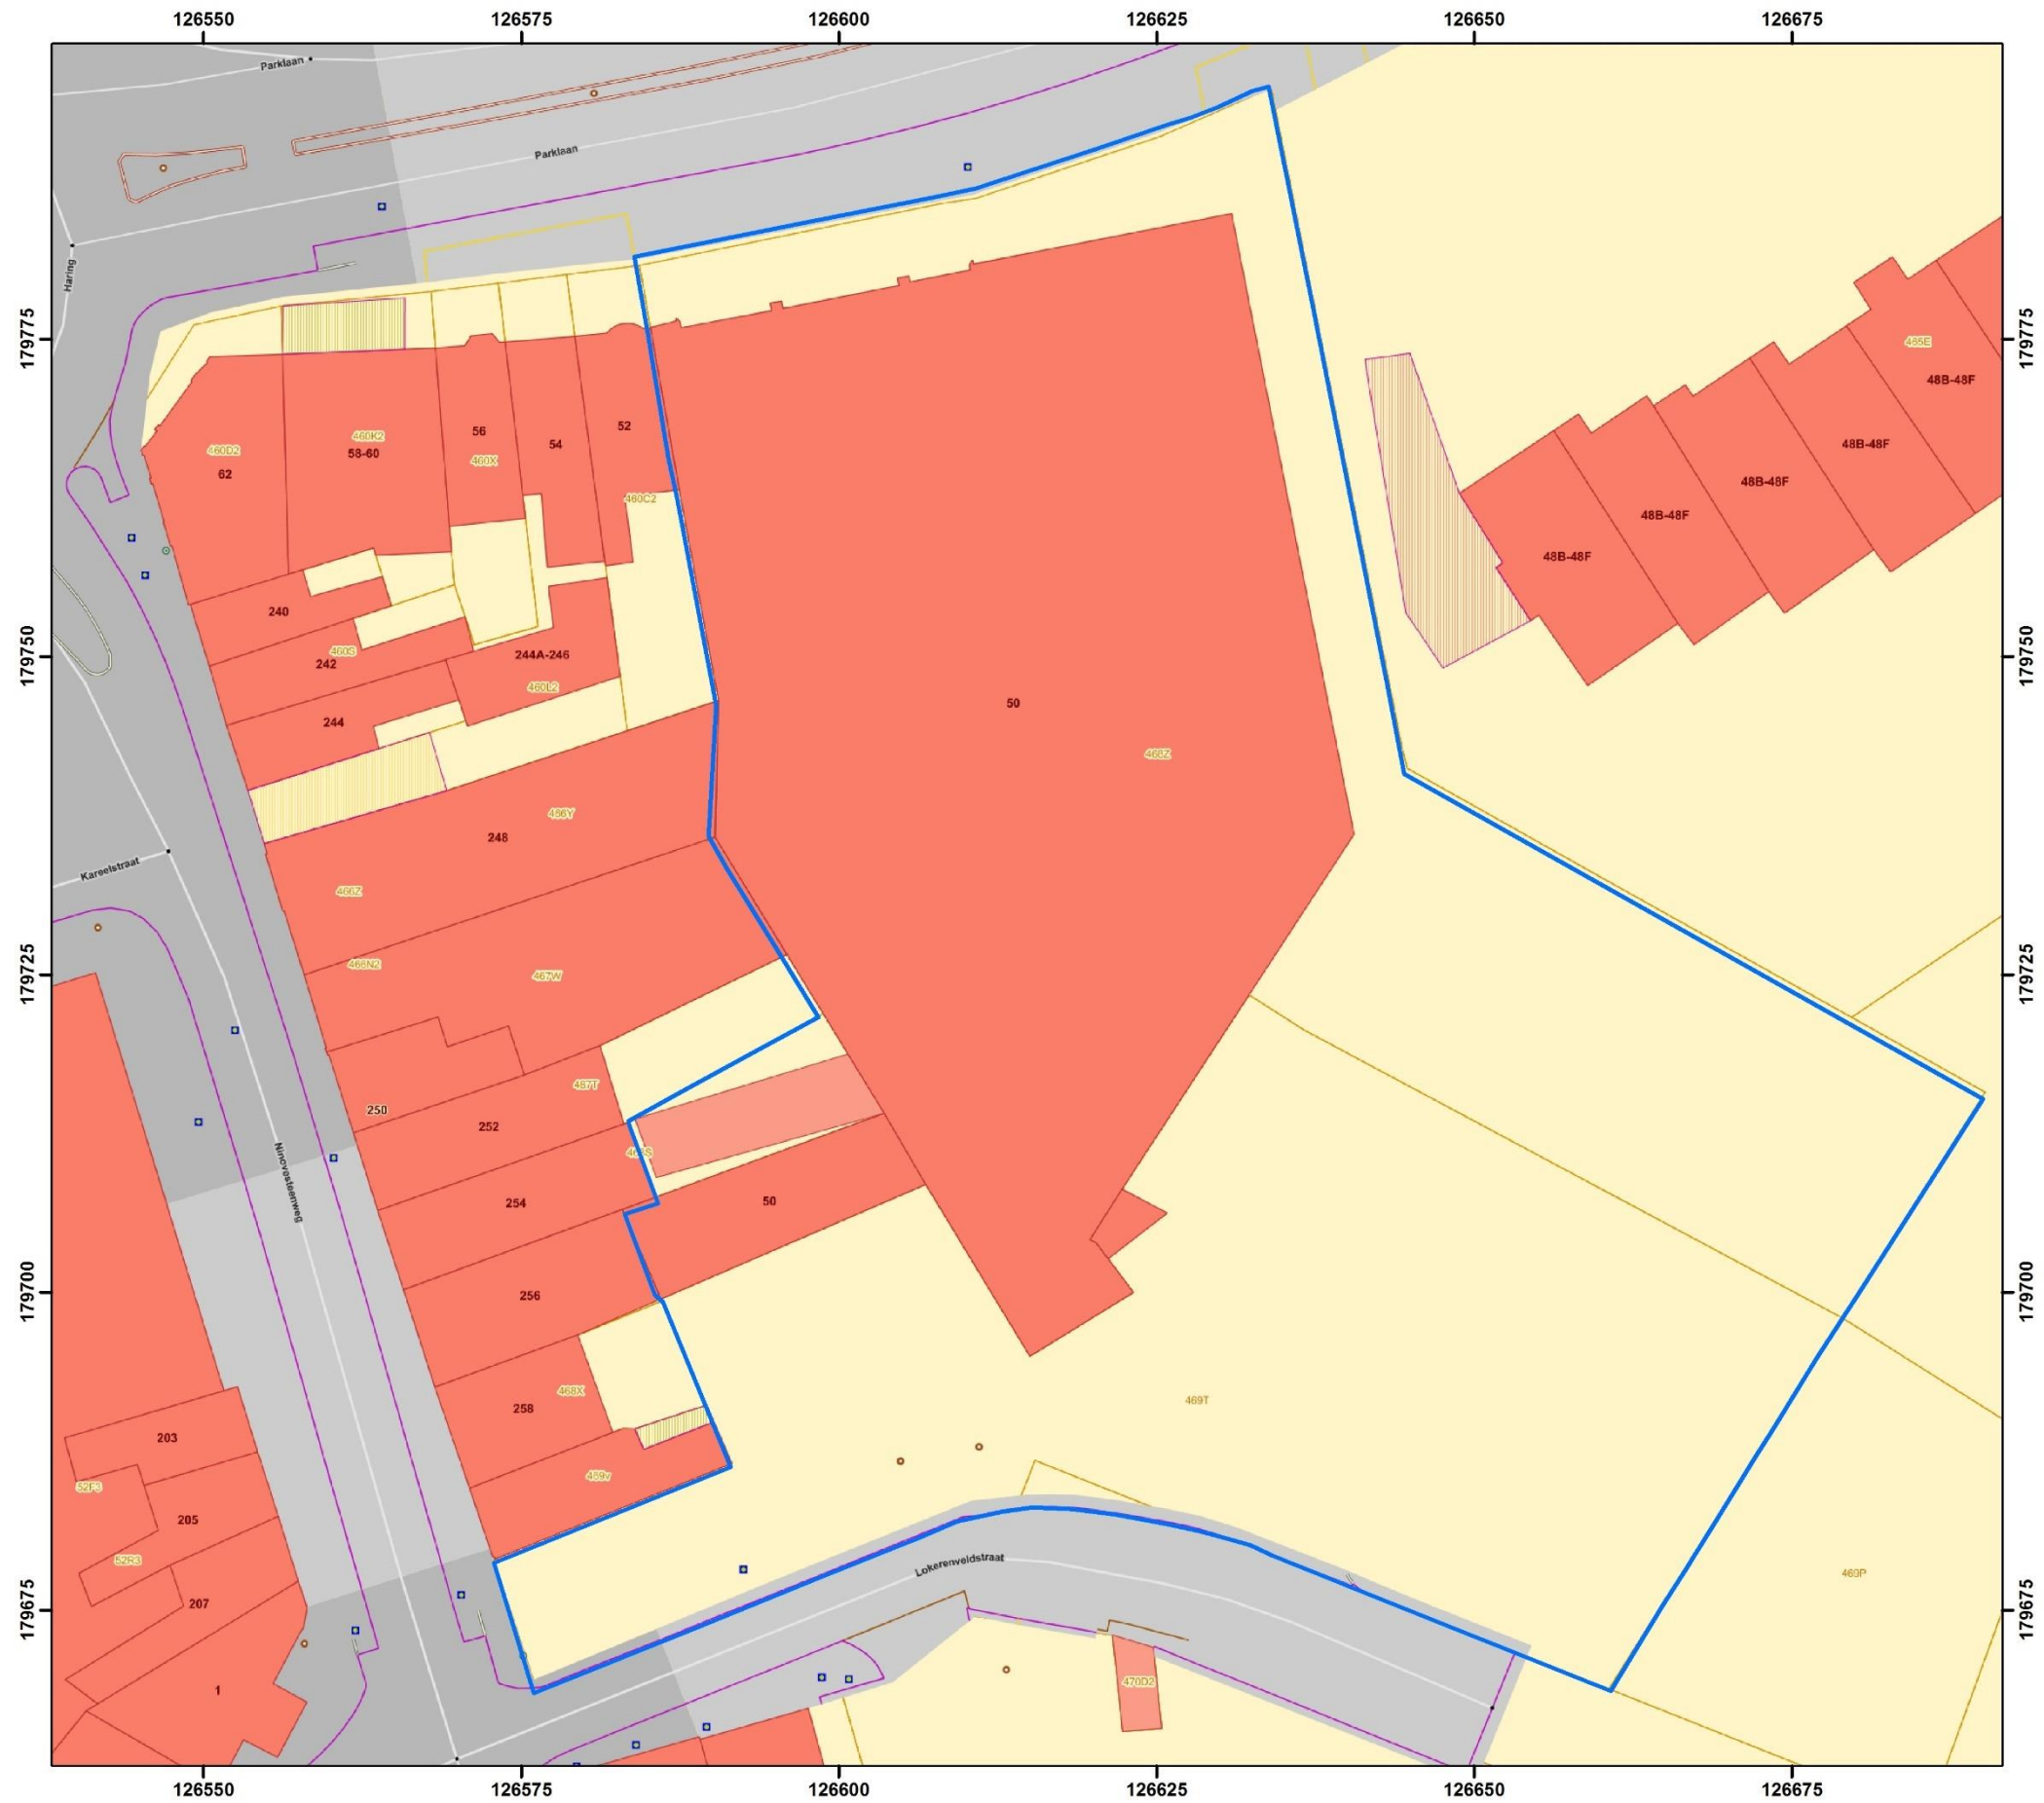 126550 126575 126600 126625 126650 126675
Parklaan
Parklaan
Haring
179775
179775
465E
48B-48F
52
56
460K2
54
48B-48F
460D2
58-60
460X
62
48B-48F
460C2
48B-48F
48B-48F
240
460S
179750
244A-246
179750
242
460L2
50
244
466Z
486Y
248
Kareelstraat
466Z
466N2
467W
179725
179725
467T
250
252
254
50
Ninovesteenweg
256
179700
179700
468X
469T
258
203
469V
52F3
205
52R3
Lokerenveldstraat
469P
207
179675
179675
1
470D2
126550 126575 126600 126625 126650 126675